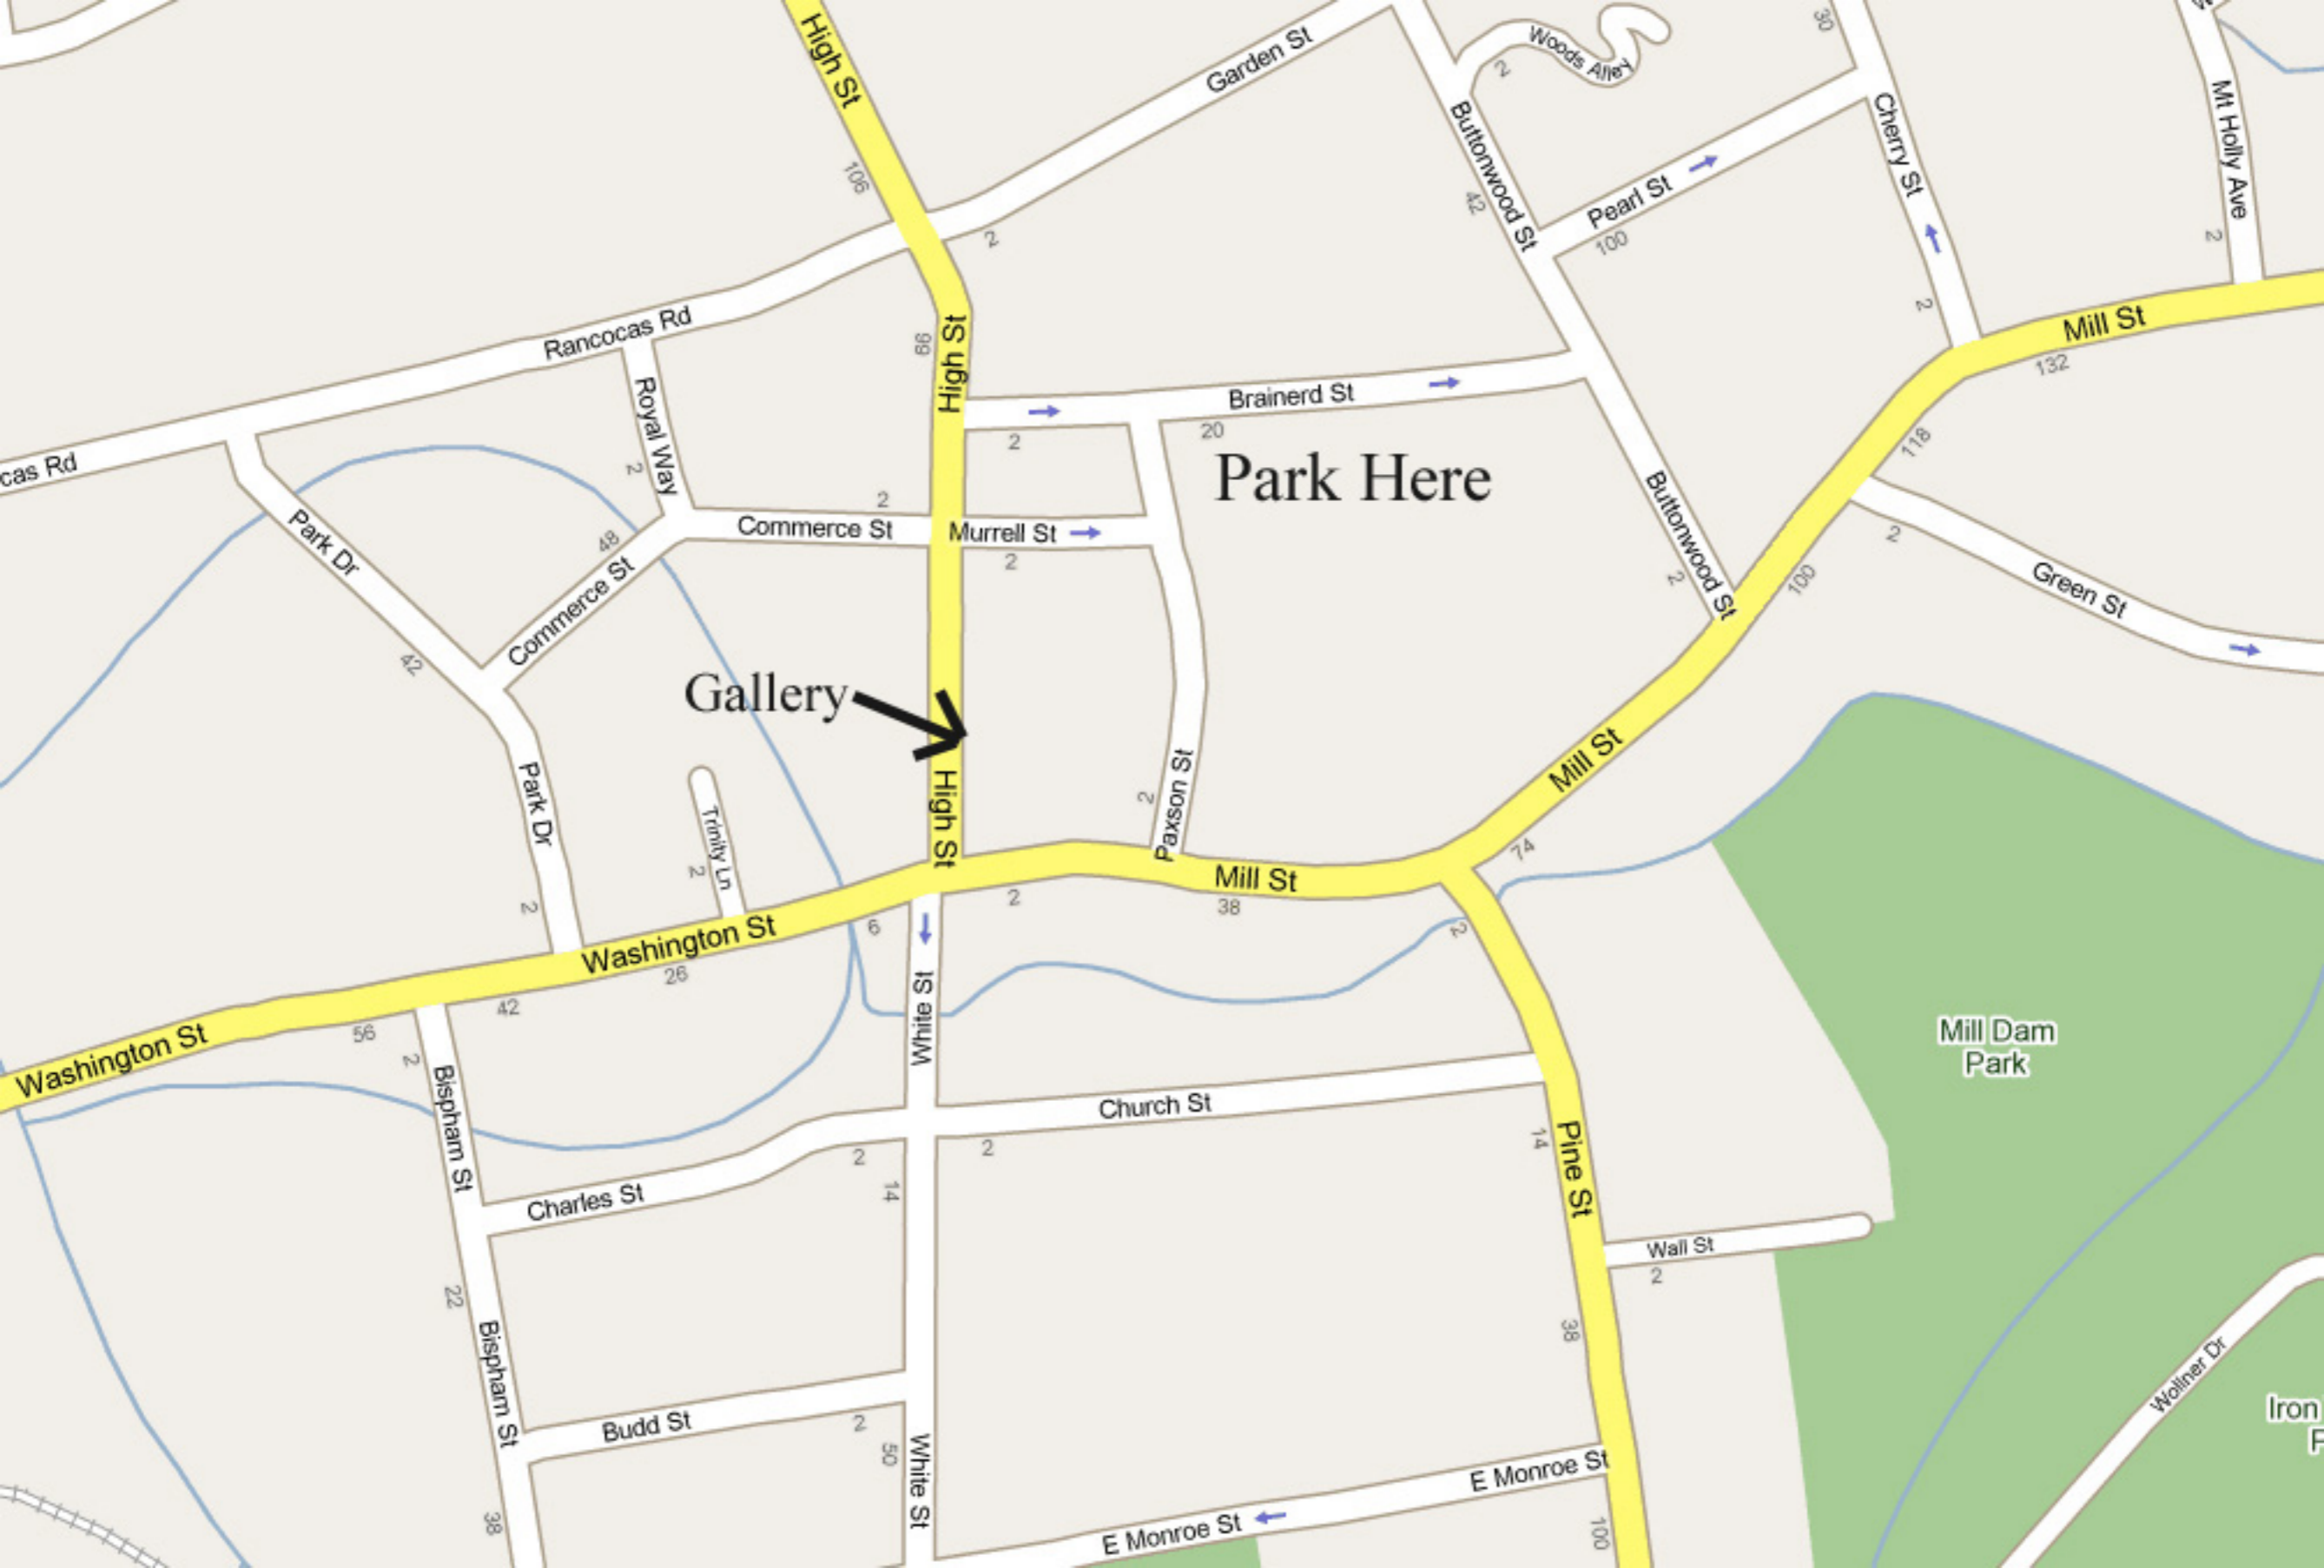 High St
Garden St
Woods Alley
2
30
Buttonwood St
Cherry St
Mt Holly Ave
106
42
Pearl St
100
2
2
2
Rancocas Rd
98
High St
Mill St
132
Royal Way
2
Brainerd St
2
20
118
cas Rd
Park Here
2
Commerce St
Murrell St
2
Buttonwood St
2
100
2
Green St
Park Dr
48
Commerce St
42
Gallery
Mill St
Park Dr
Trinity Ln
2
High St
2
Paxson St
74
2
Mill St
2
38
6
2
Washington St
26
42
56
White St
Washington St
2
Mill Dam
Park
Bispham St
Church St
2
2
14
14
Pine St
Charles St
Wall St
2
22
38
Bispham St
Wollner Dr
Iron
Budd St
2
50
White St
E Monroe St
E Monroe St
38
100